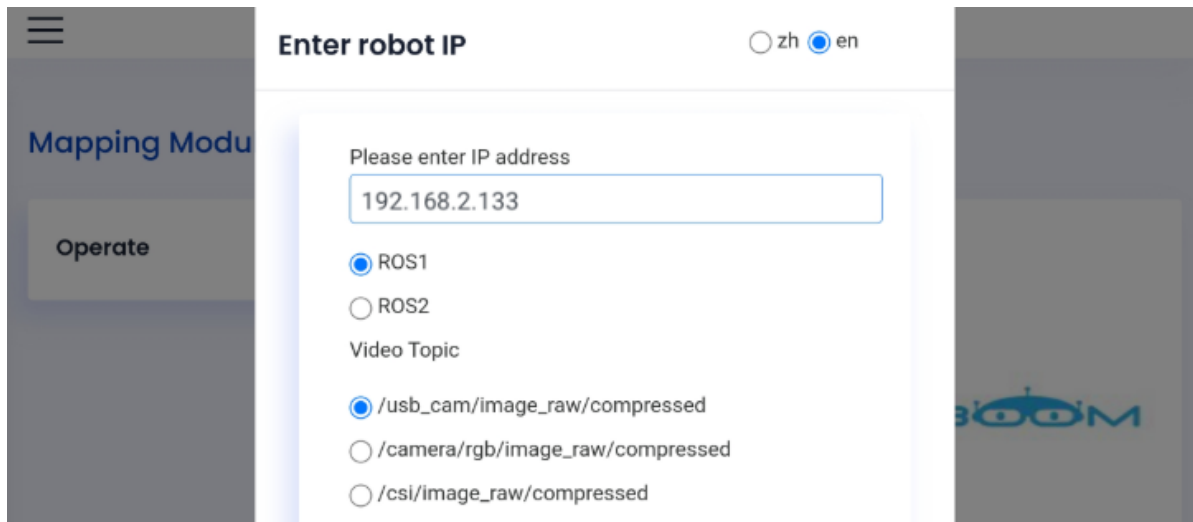 Enter robot IP
zh en
Mapping Modu
Please enter IP address
192.168.2.133
Operate
ROS1
ROS2
Video Topic
/usb_cam/image_raw/compressed
/camera/rgb/image_raw/compressed
/csi/image_raw/compressed